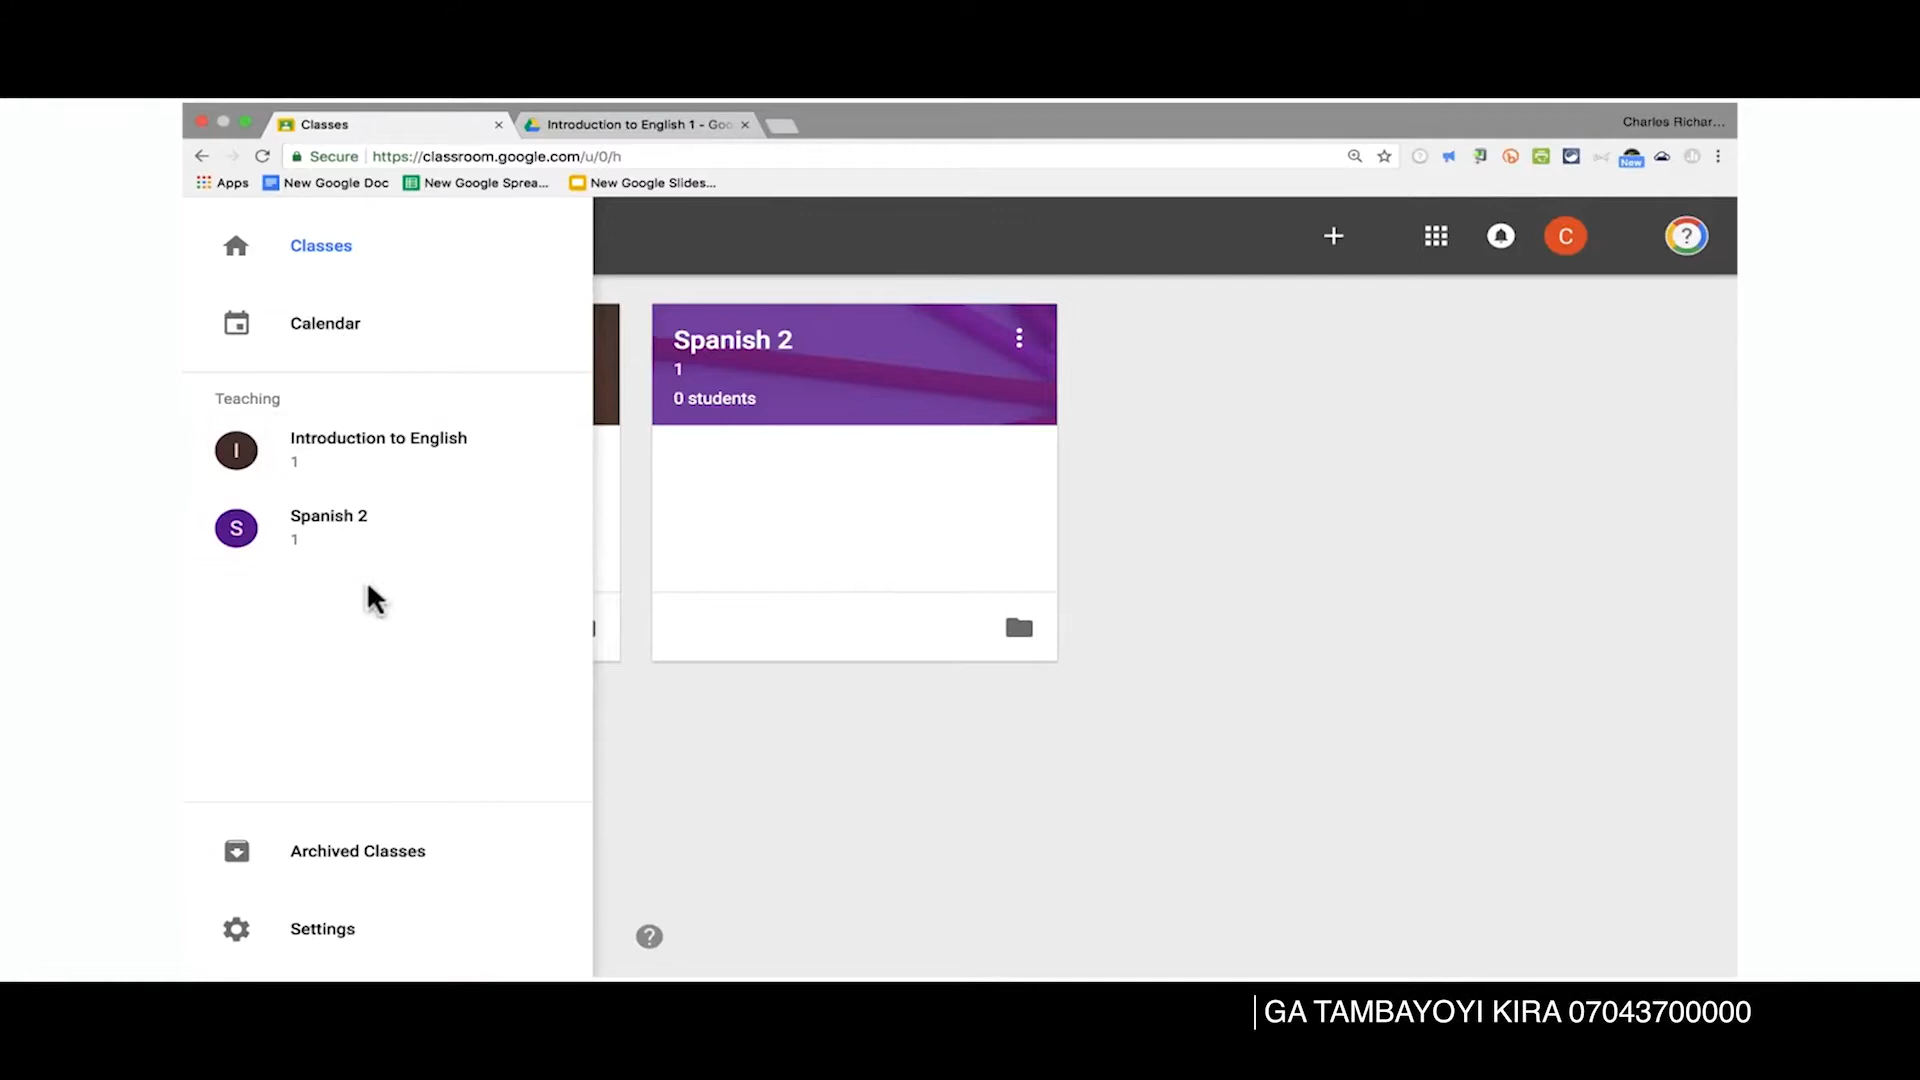 Classes
Introduction to English 1 - Goo
Charles Richar...
Secure https://classroom.google.com/u/0/h
New
Apps
New Google Doc
New Google Sprea...
New Google Slides...
Classes
Calendar
Teaching
I
Introduction to English
1
S
Spanish 2
1
Archived Classes
Settings
C
?
Spanish 2
1
0 students
?
GA TAMBAYOYI KIRA 07043700000